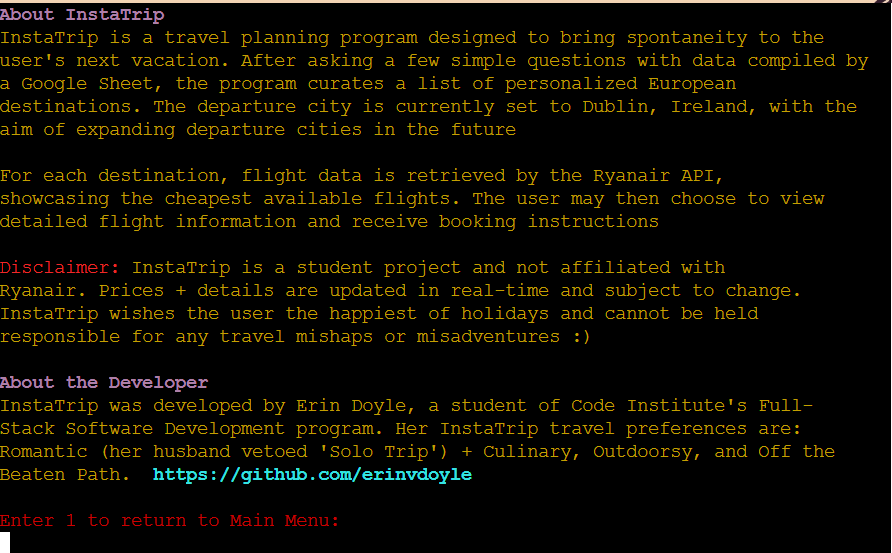 About InstaTrip
InstaTrip is a travel planning program designed to bring spontaneity to the
user's next vacation. After asking a few simple questions with data compiled by
a Google Sheet, the program curates a list of personalized European
destinations. The departure city is currently set to Dublin, Ireland, with the
aim of expanding departure cities in the future
For each destination, flight data is retrieved by the Ryanair API,
showcasing the cheapest available flights. The user may then choose to view
detailed flight information and receive booking instructions
Disclaimer: InstaTrip is a student project and not affiliated with
Ryanair. Prices + details are updated in real-time and subject to change.
InstaTrip wishes the user the happiest of holidays and cannot be held
responsible for any travel mishaps or misadventures :)
About the Developer
InstaTrip was developed by Erin Doyle, a student of Code Institute's Full-
Stack Software Development program. Her InstaTrip travel preferences are:
Romantic (her husband vetoed 'Solo Trip') + Culinary, Outdoorsy, and Off the
Beaten Path.  https://github.com/erinvdoyle
Enter 1 to return to Main Menu: